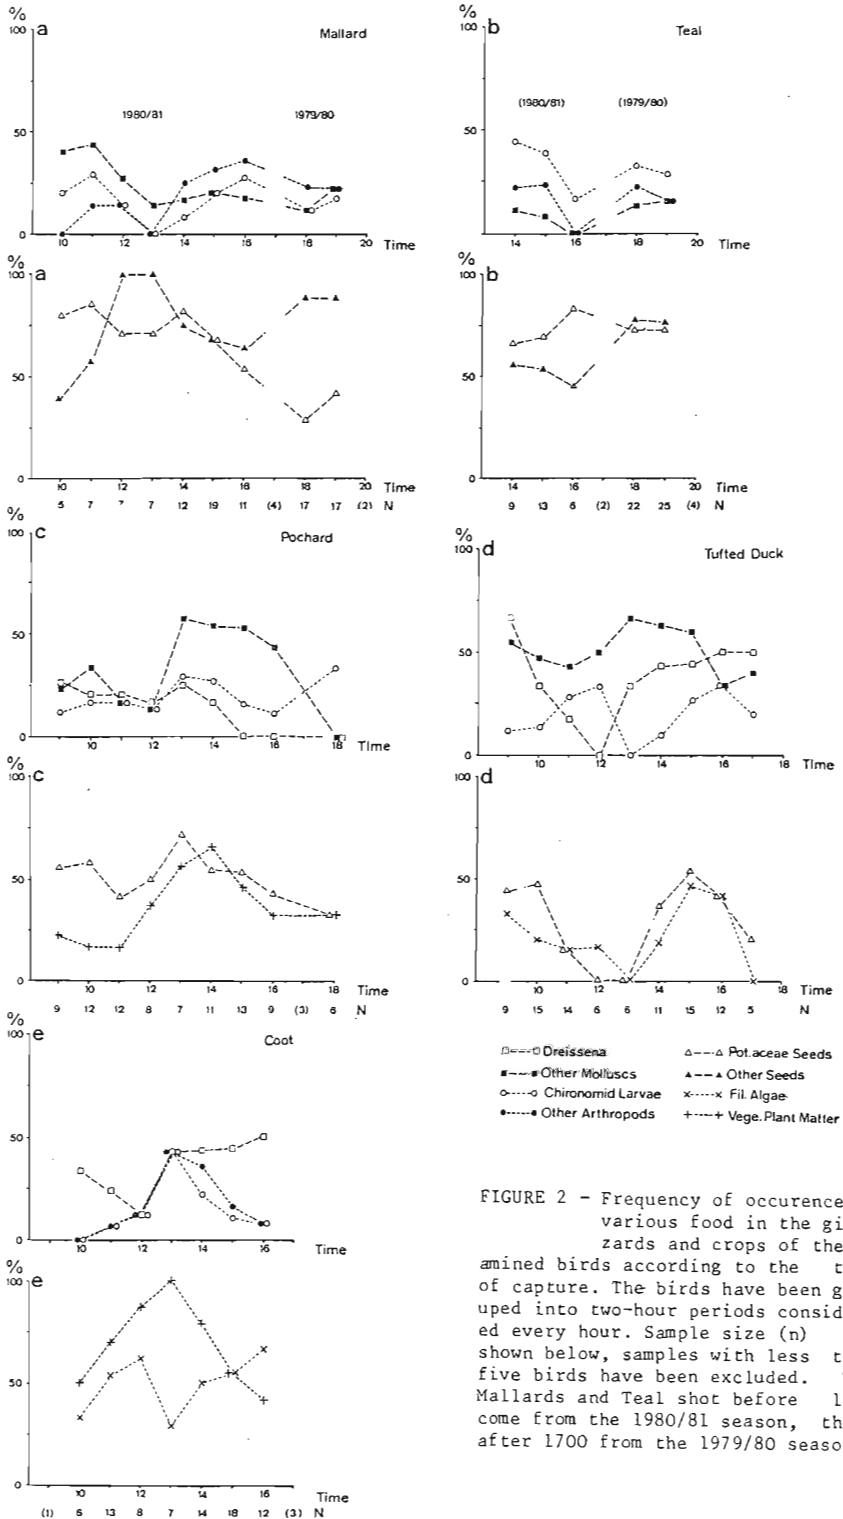 % a Mallard
100
1980/81 1979/80
50
0
10 12 14 16 18 20 Time
% b Teal
100
(1980/81) (1979/80)
50
0
14 16 18 20 Time
% a
100
50
0
10 12 14 16 18 20 Time
5 7 7 12 19 11 (4) 17 17 (2) N
% b
100
50
0
14 16 18 20 Time
9 13 6 (2) 22 25 (4) N
% c Pochard
100
50
0
10 12 14 16 18 Time
% d Tufted Duck
100
50
0
10 12 14 16 18 Time
% c
100
50
0
10 12 14 16 18 Time
9 12 12 8 7 11 13 9 (3) 6 N
% d
100
50
0
10 12 14 16 18 Time
9 15 14 6 6 11 15 12 5 N
% e Coot
100
50
0
10 12 14 16 Time
% e
100
50
0
10 12 14 16 Time
(1) 6 13 8 7 14 18 12 (3) N
Dreissena Pot.aceae Seeds
Other Molluscs Other Seeds
Chironomid Larvae Fil. Algae
Other Arthropods Vege. Plant Matter
FIGURE 2 - Frequency of occurence
various food in the gi
zards and crops of the
amined birds according to the t
of capture. The birds have been g
uped into two-hour periods consid
ed every hour. Sample size (n)
shown below, samples with less t
five birds have been excluded.
Mallards and Teal shot before 1
come from the 1980/81 season, th
after 1700 from the 1979/80 seaso